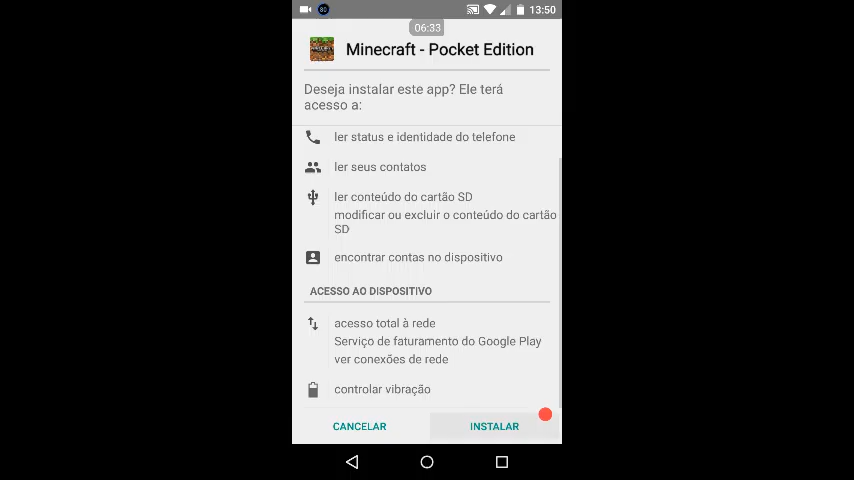 13:50
06:33
Minecraft - Pocket Edition
Deseja instalar este app? Ele terá
acesso a:
ler status e identidade do telefone
ler seus contatos
ler conteúdo do cartão SD
modificar ou excluir o conteúdo do cartão
SD
encontrar contas no dispositivo
ACESSO AO DISPOSITIVO
acesso total à rede
Serviço de faturamento do Google Play
ver conexões de rede
controlar vibração
CANCELAR
INSTALAR